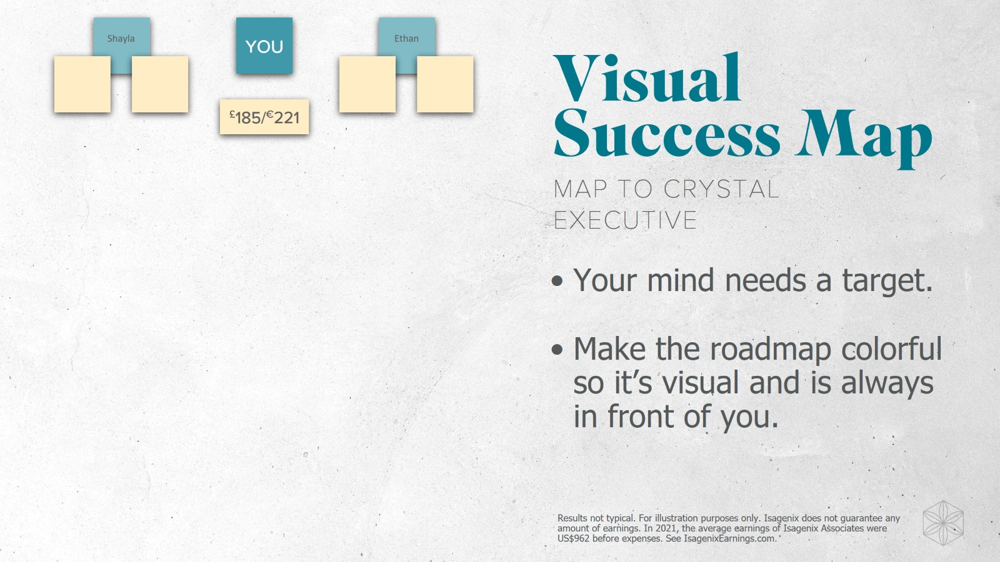 Shayla
YOU
Ethan
£185/€221
Visual
Success Map
MAP TO CRYSTAL
EXECUTIVE
• Your mind needs a target.
• Make the roadmap colorful
so it’s visual and is always
in front of you.
Results not typical. For illustration purposes only. Isagenix does not guarantee any
amount of earnings. In 2021, the average earnings of Isagenix Associates were
US$962 before expenses. See IsagenixEarnings.com.